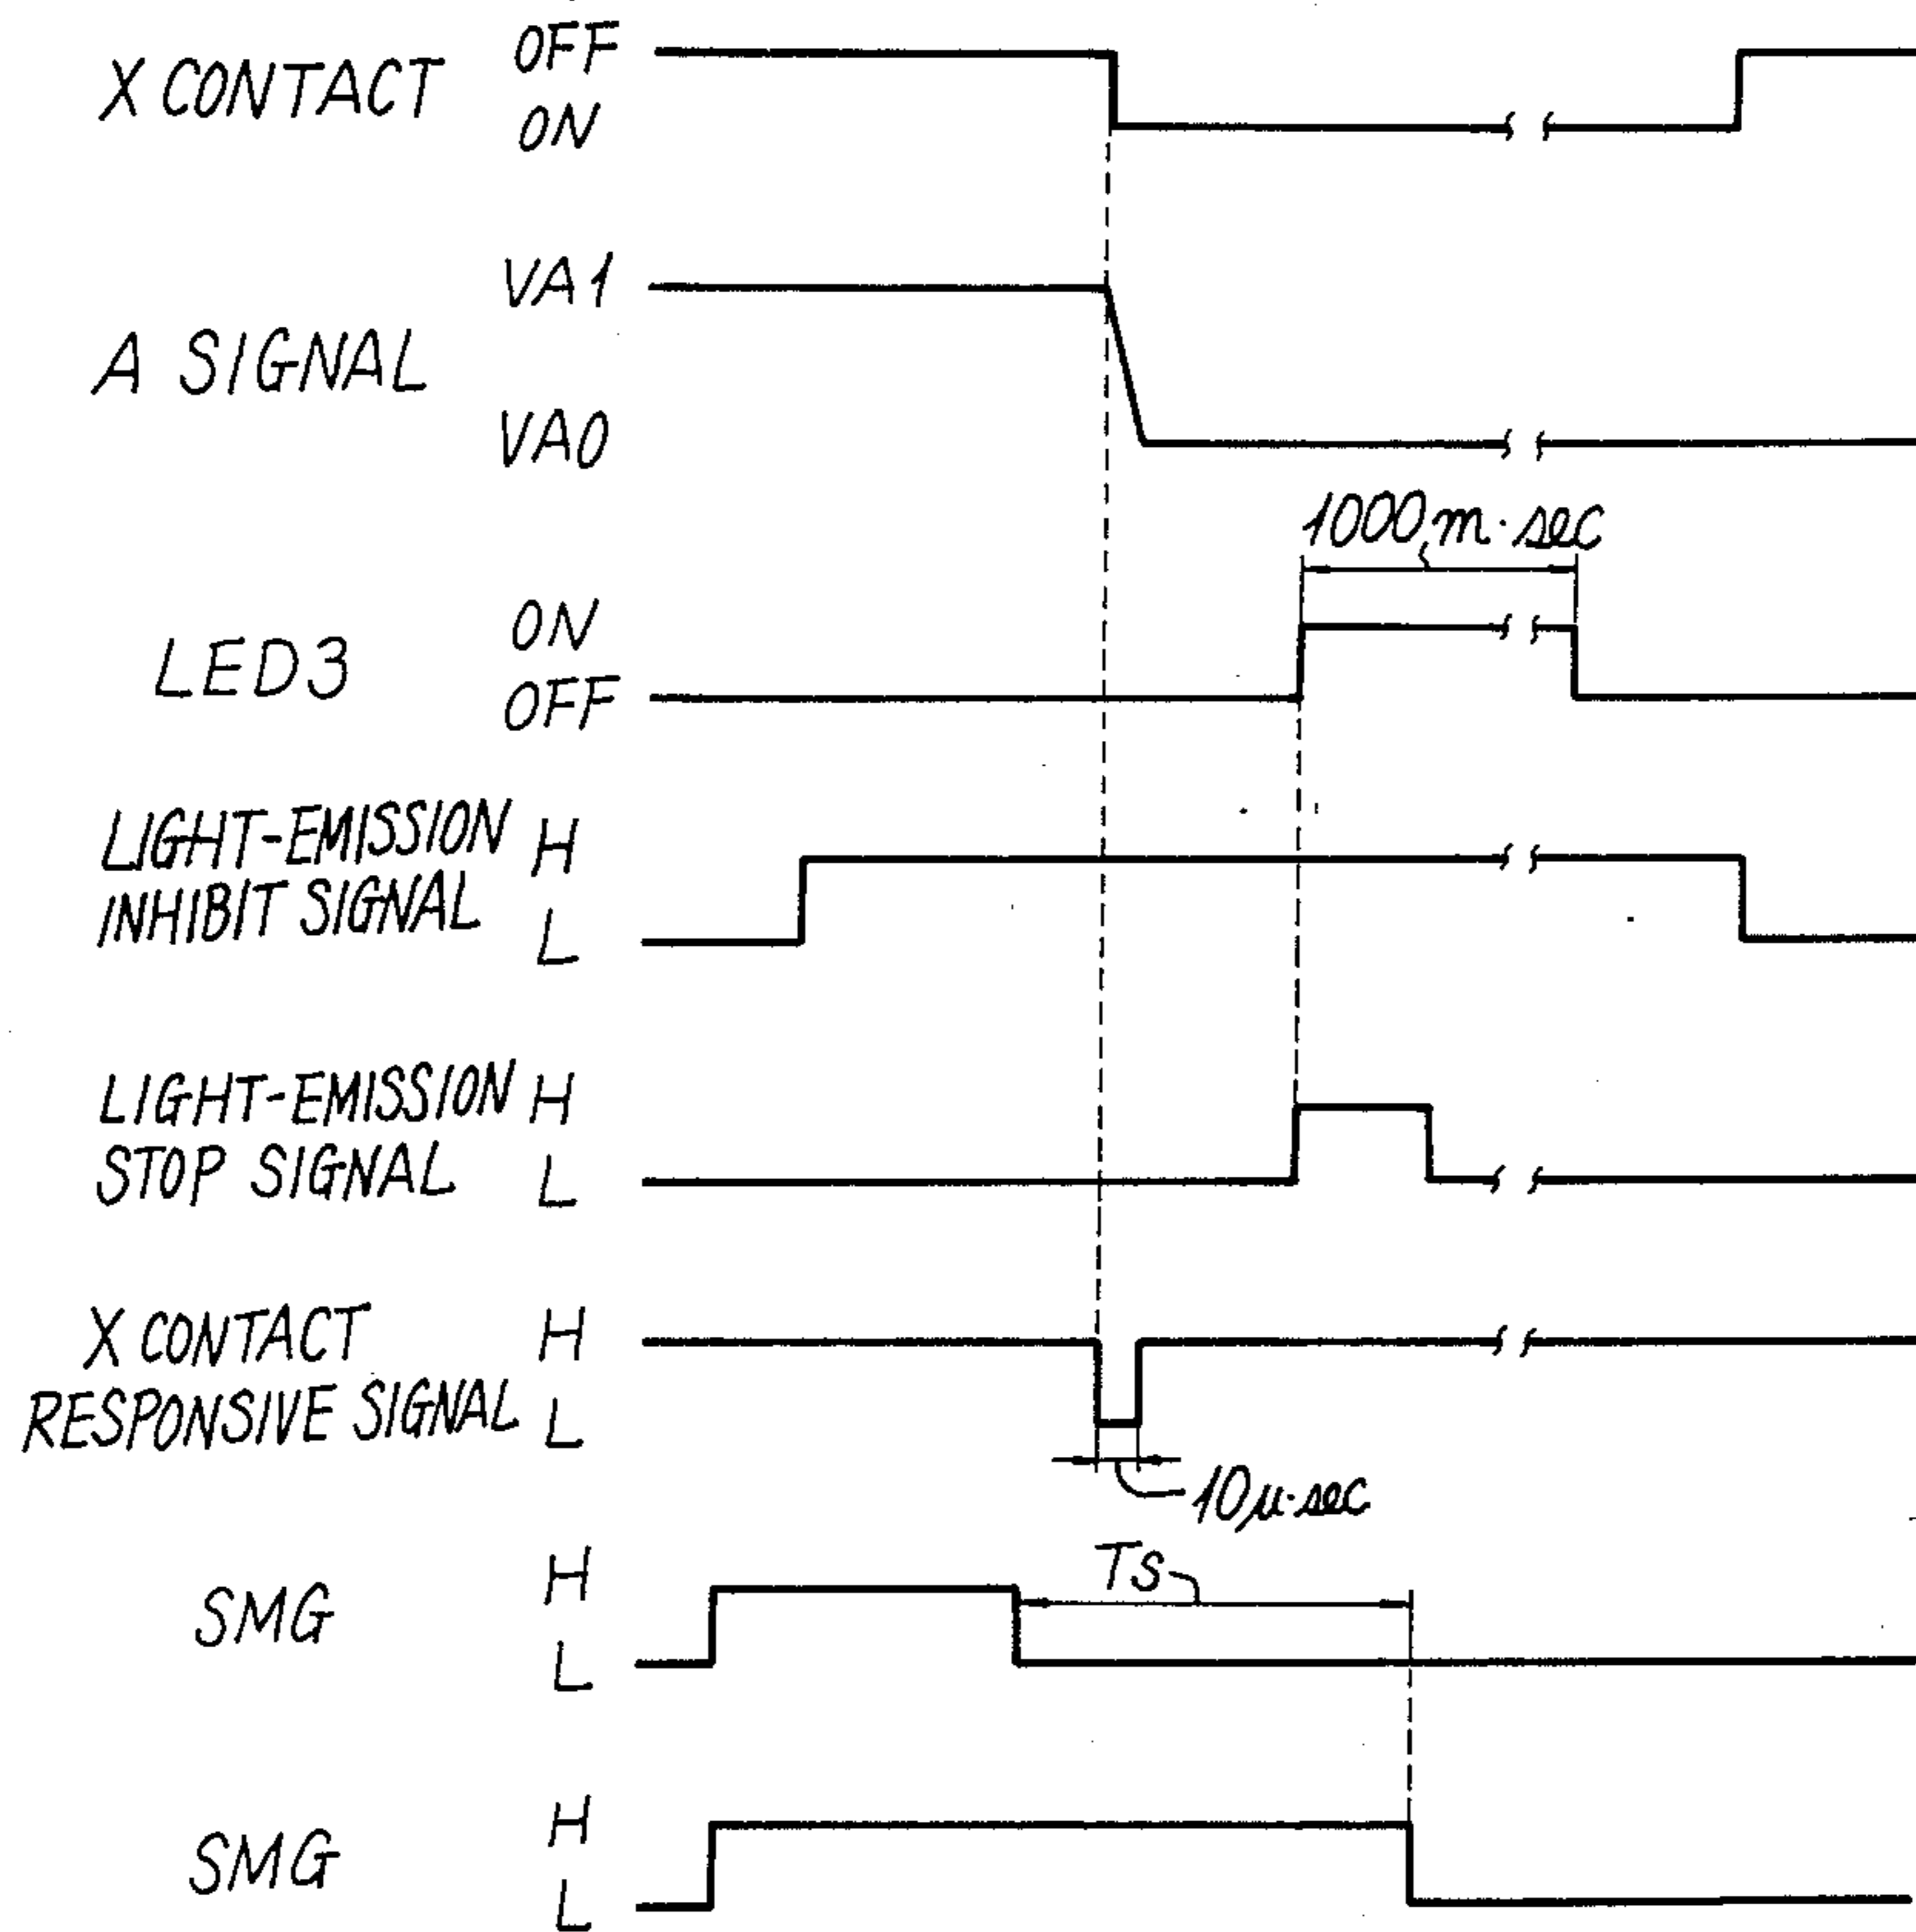 X CONTACT
OFF
ON
A SIGNAL
VA1
VA0
1000 m·sec
LED3
ON
OFF
LIGHT-EMISSION
INHIBIT SIGNAL
H
L
LIGHT-EMISSION
STOP SIGNAL
H
L
X CONTACT
RESPONSIVE SIGNAL
H
L
10μ·sec
SMG
H
L
TS
SMG
H
L